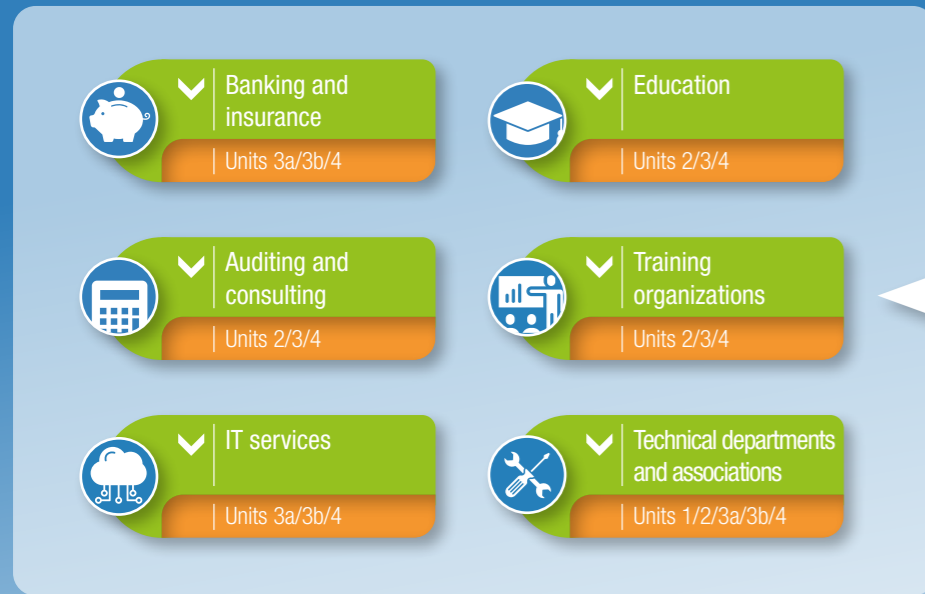 Banking and
insurance
Units 3a/3b/4
Education
Units 2/3/4
Auditing and
consulting
Units 2/3/4
Training
organizations
Units 2/3/4
IT services
Units 3a/3b/4
Technical departments
and associations
Units 1/2/3a/3b/4